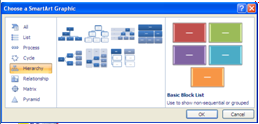 Choose a SmartArt Graphic
All
List
Process
Cycle
Hierarchy
Relationship
Matrix
Pyramid
Basic Block List
Use to show non-sequential or grouped
OK
Cancel